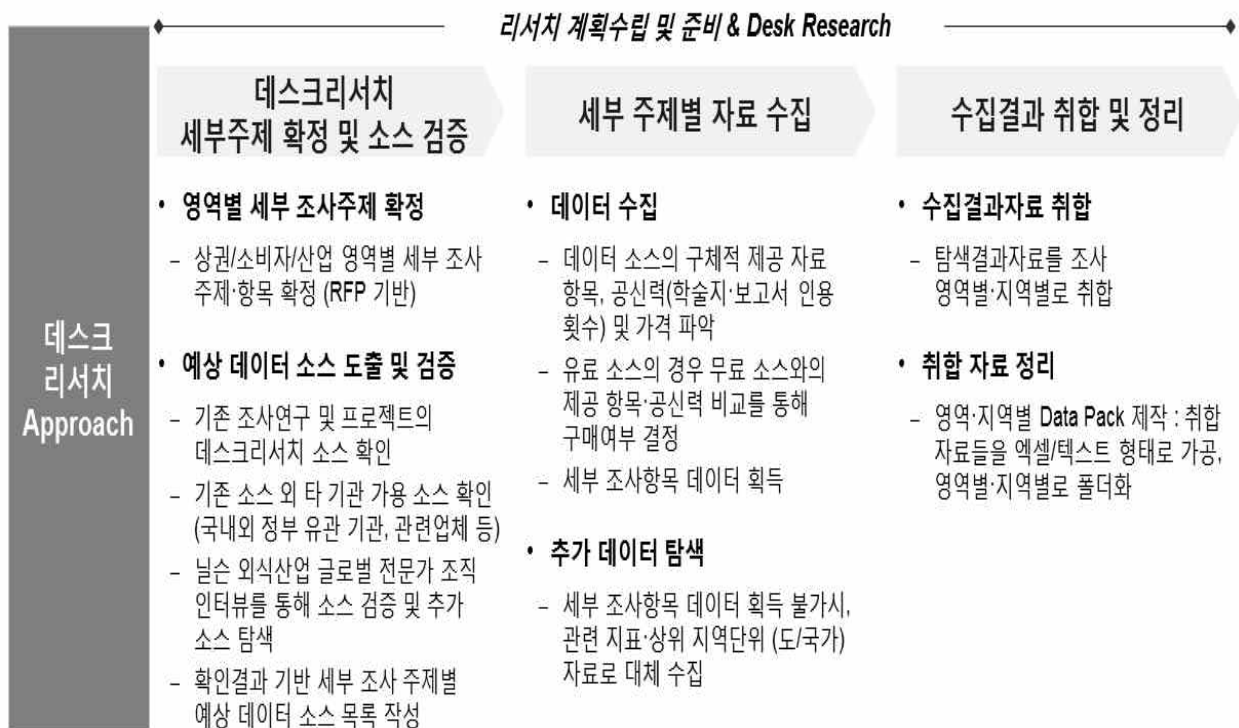 리서치 계획수립 및 준비 & Desk Research
데스크
리서치
Approach
데스크리서치
세부주제 확정 및 소스 검증
• 영역별 세부 조사주제 확정
– 상권/소비자/산업 영역별 세부 조사
주제·항목 확정 (RFP 기반)
• 예상 데이터 소스 도출 및 검증
– 기존 조사연구 및 프로젝트의
데스크리서치 소스 확인
– 기존 소스 외 타 기관 가용 소스 확인
(국내외 정부 유관 기관, 관련업체 등)
– 닐슨 외식산업 글로벌 전문가 조직
인터뷰를 통해 소스 검증 및 추가
소스 탐색
– 확인결과 기반 세부 조사 주제별
예상 데이터 소스 목록 작성
세부 주제별 자료 수집
• 데이터 수집
– 데이터 소스의 구체적 제공 자료
항목, 공신력(학술지·보고서 인용
횟수) 및 가격 파악
– 유료 소스의 경우 무료 소스와의
제공 항목·공신력 비교를 통해
구매여부 결정
– 세부 조사항목 데이터 획득
• 추가 데이터 탐색
– 세부 조사항목 데이터 획득 불가시,
관련 지표·상위 지역단위 (도/국가)
자료로 대체 수집
수집결과 취합 및 정리
• 수집결과자료 취합
– 탐색결과자료를 조사
영역별·지역별로 취합
• 취합 자료 정리
– 영역·지역별 Data Pack 제작 : 취합
자료들을 엑셀/텍스트 형태로 가공,
영역별·지역별로 폴더화